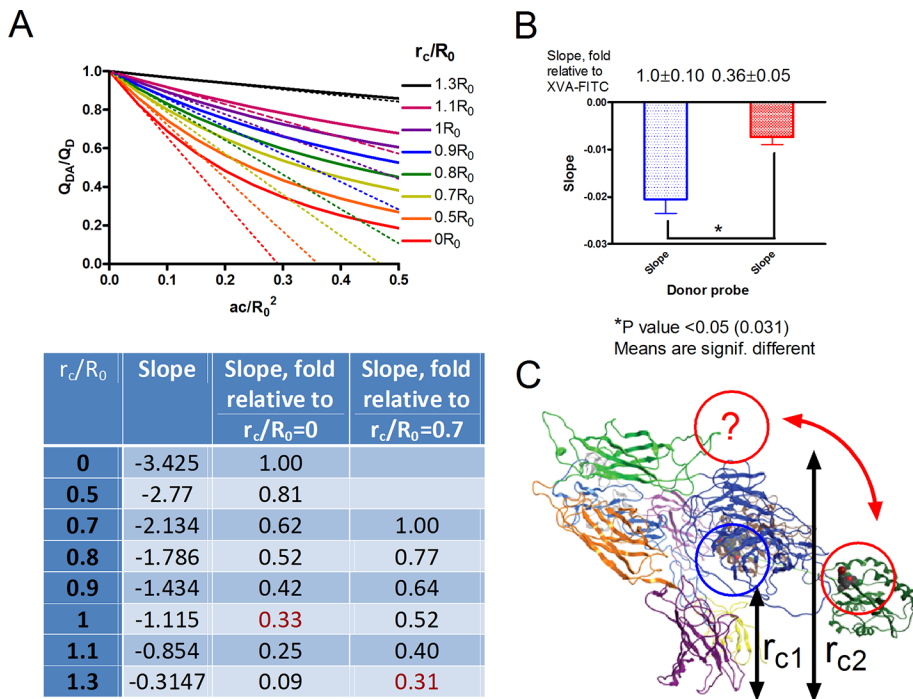 A
r_c/R_0
1.0
0.8
0.6
0.4
0.2
0.0
Q_DA/Q_D
0.0 0.1 0.2 0.3 0.4 0.5
ac/R_0^2
1.3R_0
1.1R_0
1R_0
0.9R_0
0.8R_0
0.7R_0
0.5R_0
0R_0
B
Slope, fold
relative to
XVA-FITC
1.0±0.10 0.36±0.05
0.00
-0.01
-0.02
-0.03
Slope
*
Slope Slope
Donor probe
*P value <0.05 (0.031)
Means are signif. different
r_c/R_0 Slope Slope, fold Slope, fold
relative to relative to
r_c/R_0=0 r_c/R_0=0.7
0 -3.425 1.00
0.5 -2.77 0.81
0.7 -2.134 0.62 1.00
0.8 -1.786 0.52 0.77
0.9 -1.434 0.42 0.64
1 -1.115 0.33 0.52
1.1 -0.854 0.25 0.40
1.3 -0.3147 0.09 0.31
C
?
r_c1 r_c2